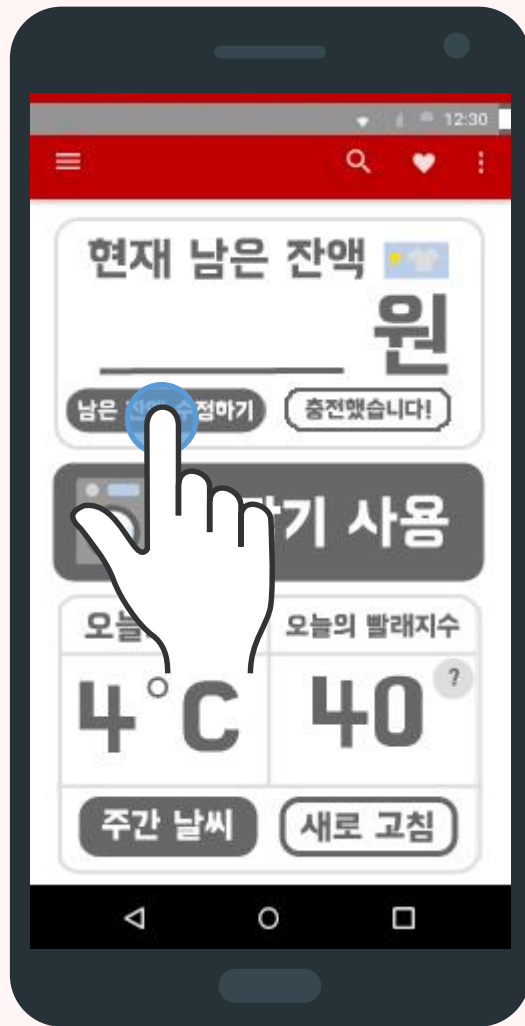 12:30
현재 남은 잔액
원
남은 수정하기 충전했습니다!
기 사용
오늘의 빨래지수
4°C 40 ?
주간 날씨 새로 고침